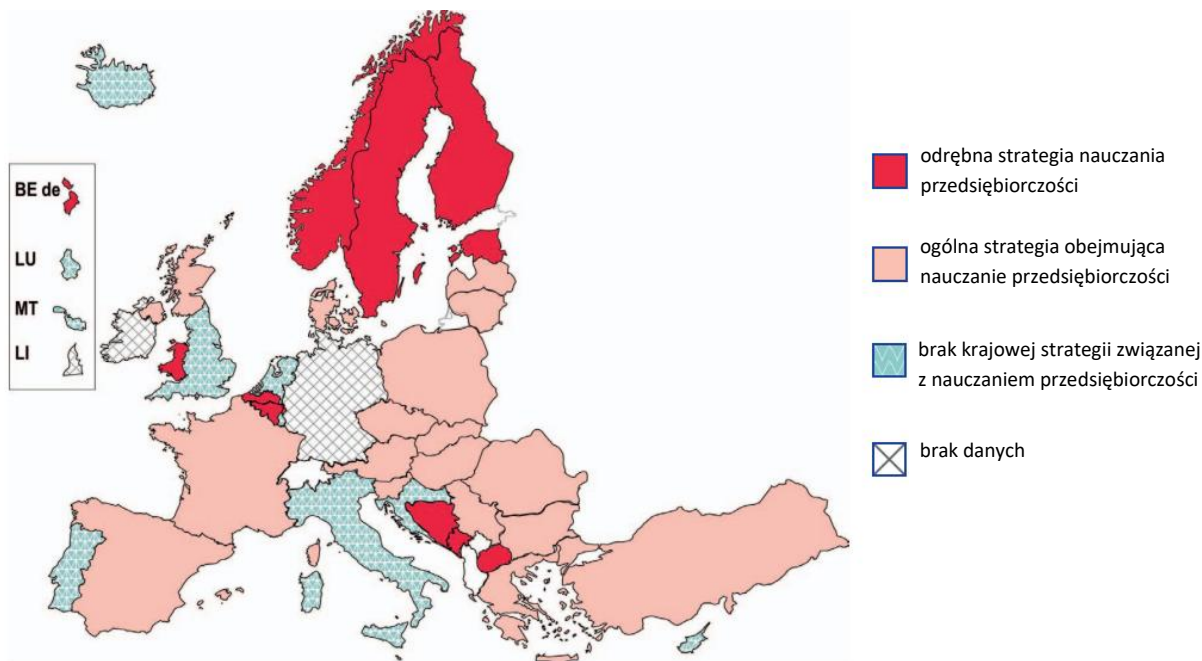 BE de
LU
MT
LI
odrębna strategia nauczania
przedsiębiorczości
ogólna strategia obejmująca
nauczanie przedsiębiorczości
brak krajowej strategii związanej
z nauczaniem przedsiębiorczości
brak danych